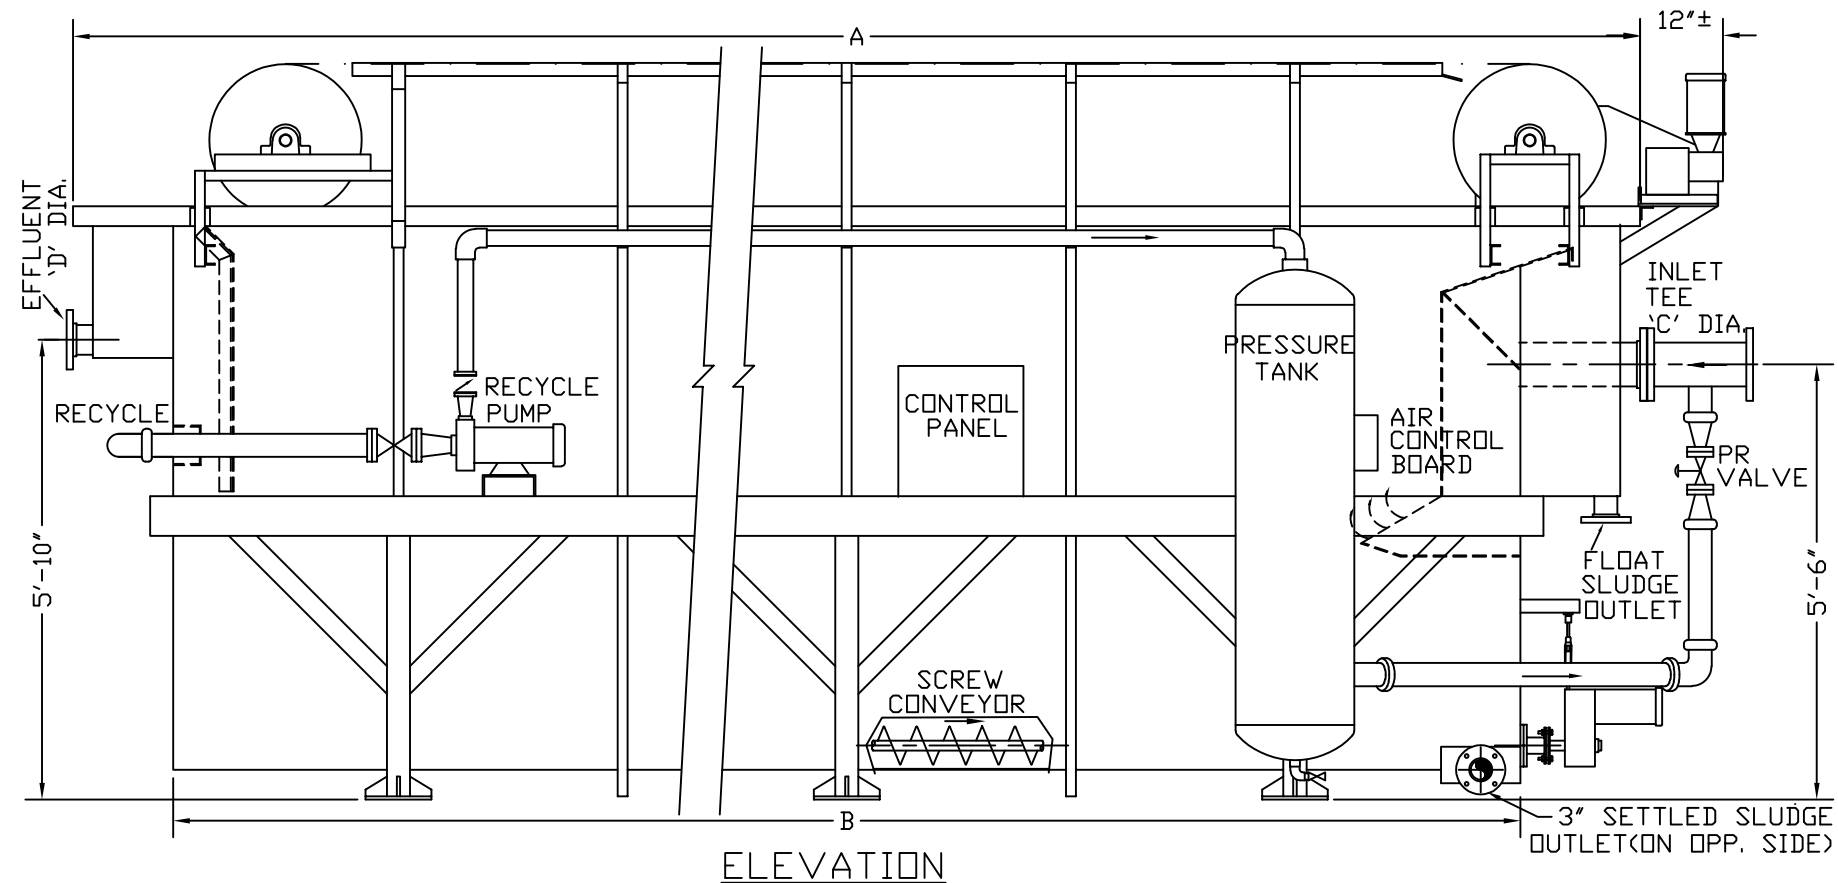 A
12"±
EFFLUENT
'D' DIA.
INLET
TEE
'C' DIA.
PRESSURE
TANK
RECYCLE
PUMP
RECYCLE
CONTROL
PANEL
AIR
CONTROL
BOARD
PR
VALVE
5'-10"
FLOAT
SLUDGE
OUTLET
5'-6"
SCREW
CONVEYOR
B
3" SETTLED SLUDGE
OUTLET(ON OPP. SIDE)
ELEVATION